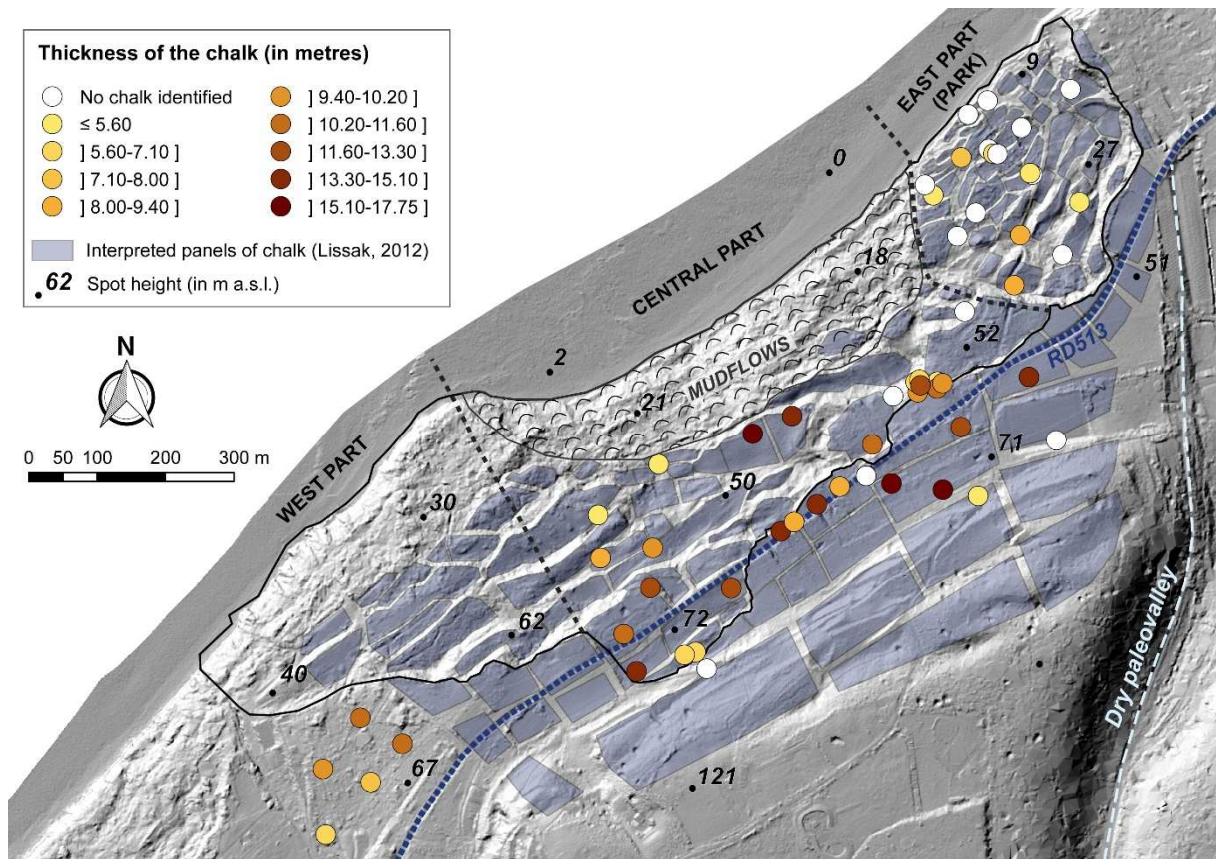 Thickness of the chalk (in metres)
No chalk identified
≤ 5.60
] 5.60-7.10 ]
] 7.10-8.00 ]
] 8.00-9.40 ]
] 9.40-10.20 ]
] 10.20-11.60 ]
] 11.60-13.30 ]
] 13.30-15.10 ]
] 15.10-17.75 ]
Interpreted panels of chalk (Lissak, 2012)
62 Spot height (in m a.s.l.)
N
0 50 100 200 300 m
EAST PART
(PARK)
9
27
0
CENTRAL PART
18
51
MUDFLOWS
52
RD513
2
21
71
WEST PART
50
30
62
72
40
67
121
Dry paleovalley